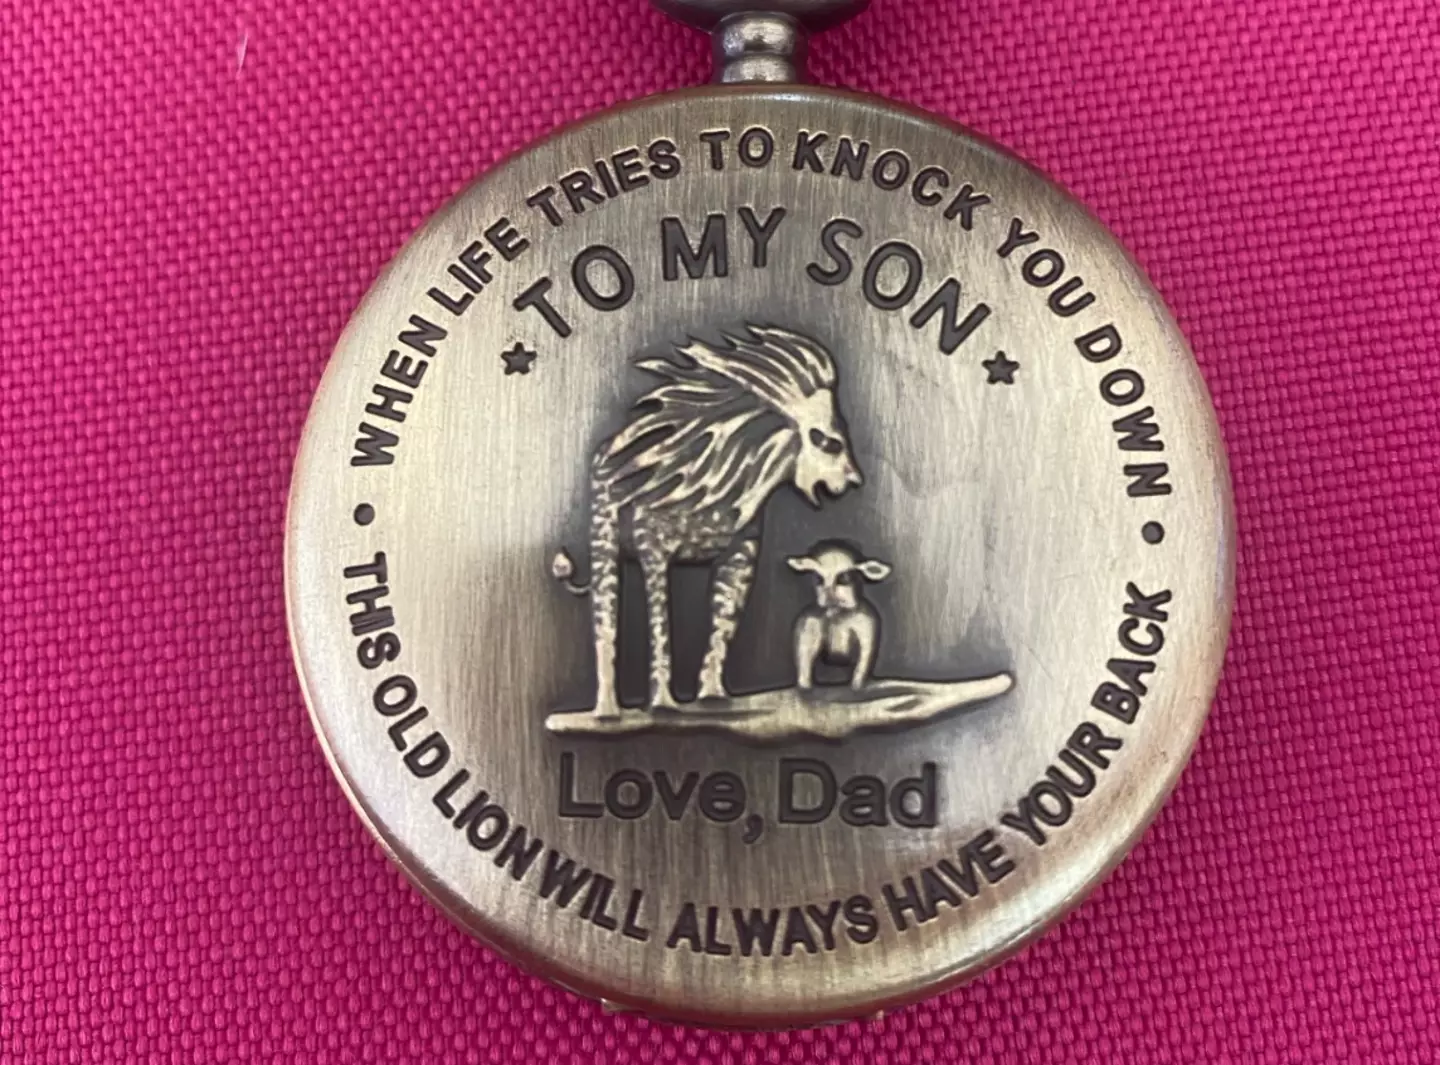 WHEN LIFE TRIES TO KNOCK YOU DOWN
TO MY SON
Love, Dad
THIS OLD LION WILL ALWAYS HAVE YOUR BACK